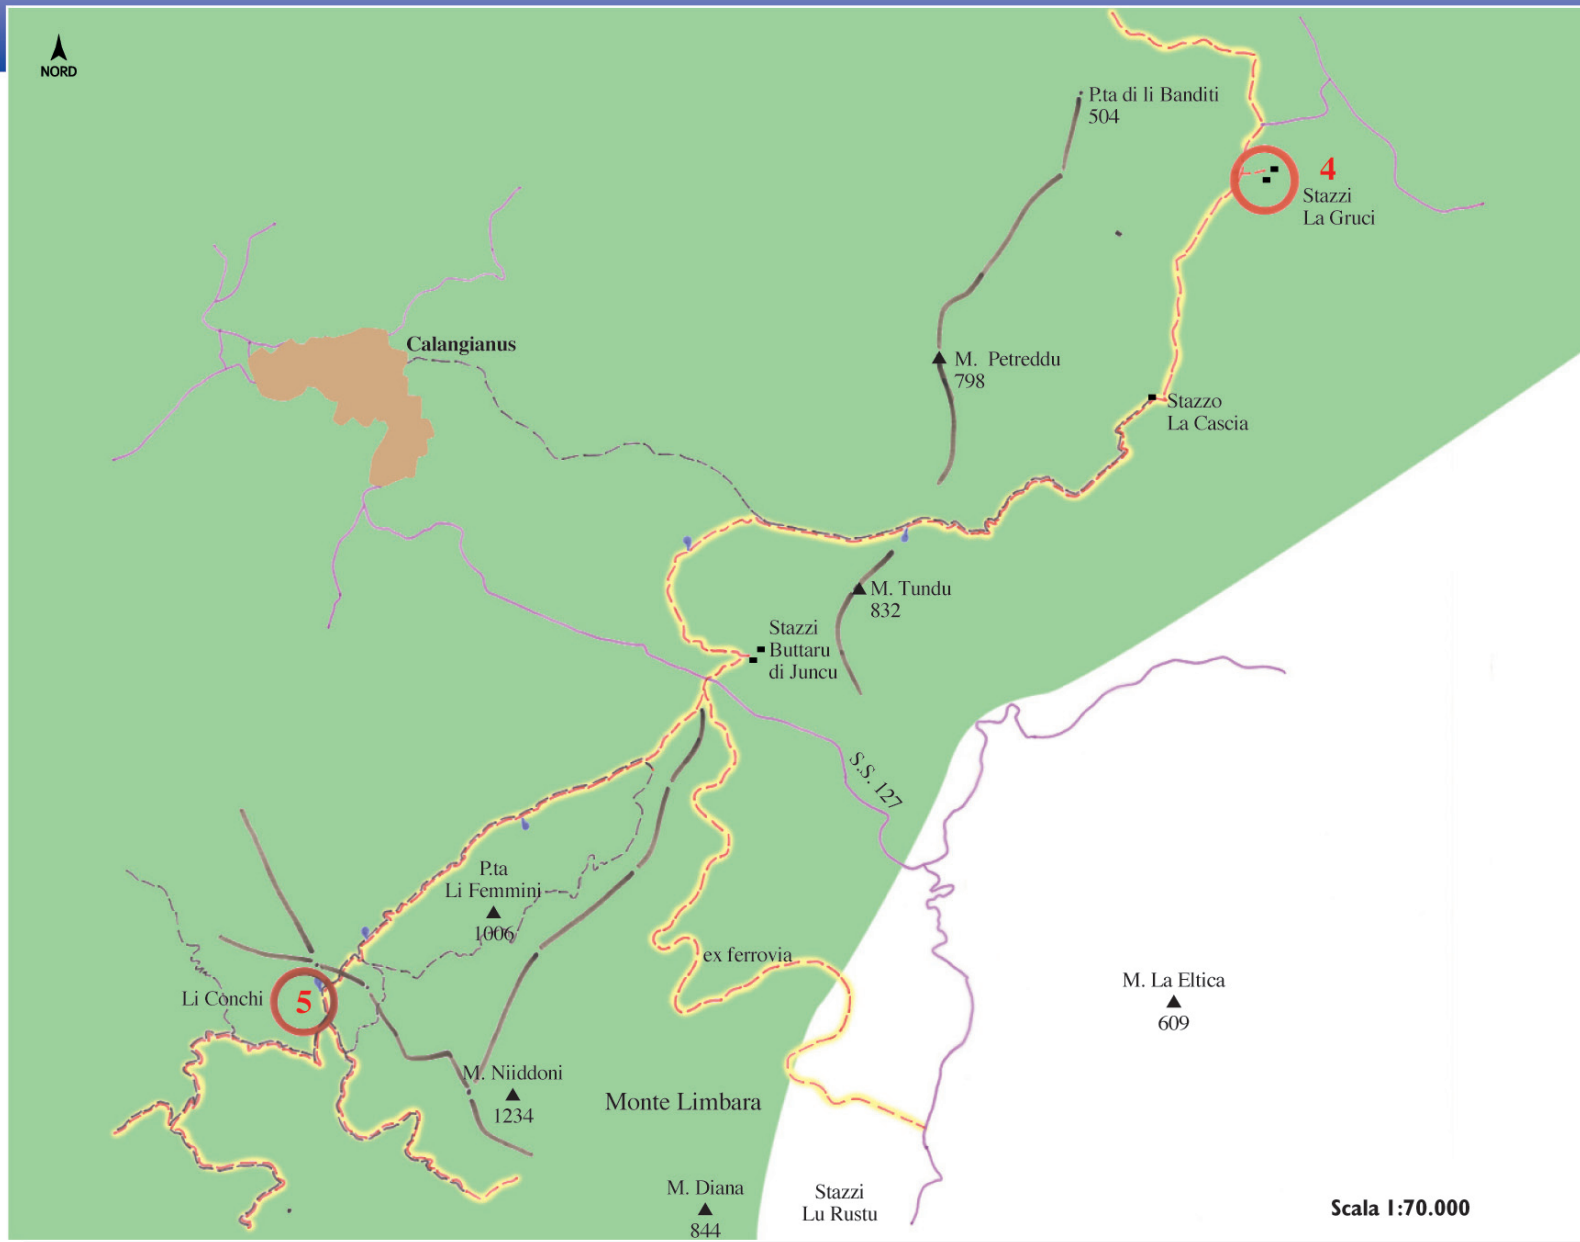 NORD
P.ta di li Banditi
504
4
Stazzi
La Gruci
Calangianus
M. Petreddu
798
Stazzo
La Cascia
M. Tundu
832
Stazzi
Buttaru
di Juncu
S.S. 127
P.ta
Li Femmini
1006
ex ferrovia
M. La Eltica
609
Li Conchi
5
M. Niiddoni
1234
Monte Limbara
M. Diana
844
Stazzi
Lu Rustu
Scala 1:70.000